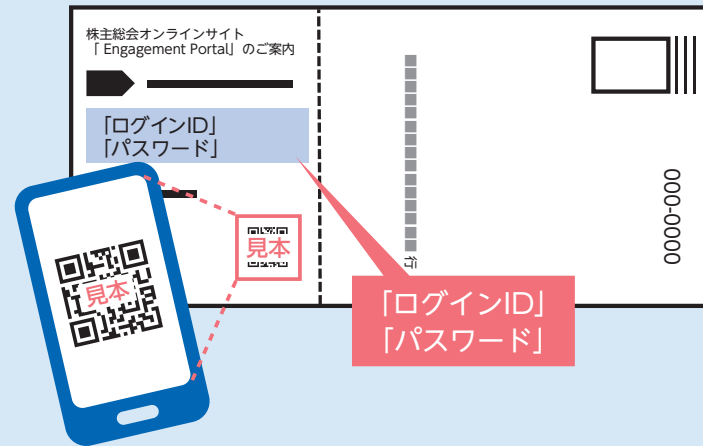 株主総会オンラインサイト
「 Engagement Portal」のご案内
「ログインID」
「パスワード」
見本
見本
行
000-0000
「ログインID」
「パスワード」